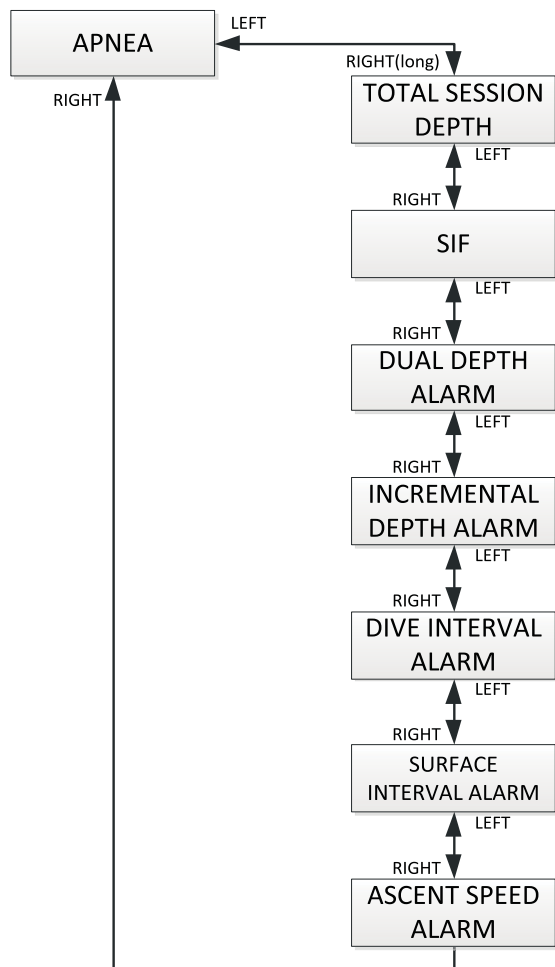 APNEA
LEFT
RIGHT(long)
RIGHT
TOTAL SESSION
DEPTH
LEFT
RIGHT
SIF
LEFT
RIGHT
DUAL DEPTH
ALARM
LEFT
RIGHT
INCREMENTAL
DEPTH ALARM
LEFT
RIGHT
DIVE INTERVAL
ALARM
LEFT
RIGHT
SURFACE
INTERVAL ALARM
LEFT
RIGHT
ASCENT SPEED
ALARM